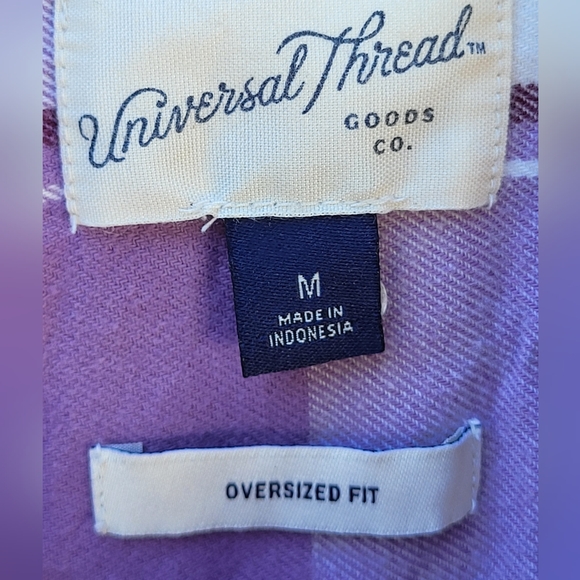 Universal Thread™
GOODS
CO.
M
MADE IN
INDONESIA
OVERSIZED FIT